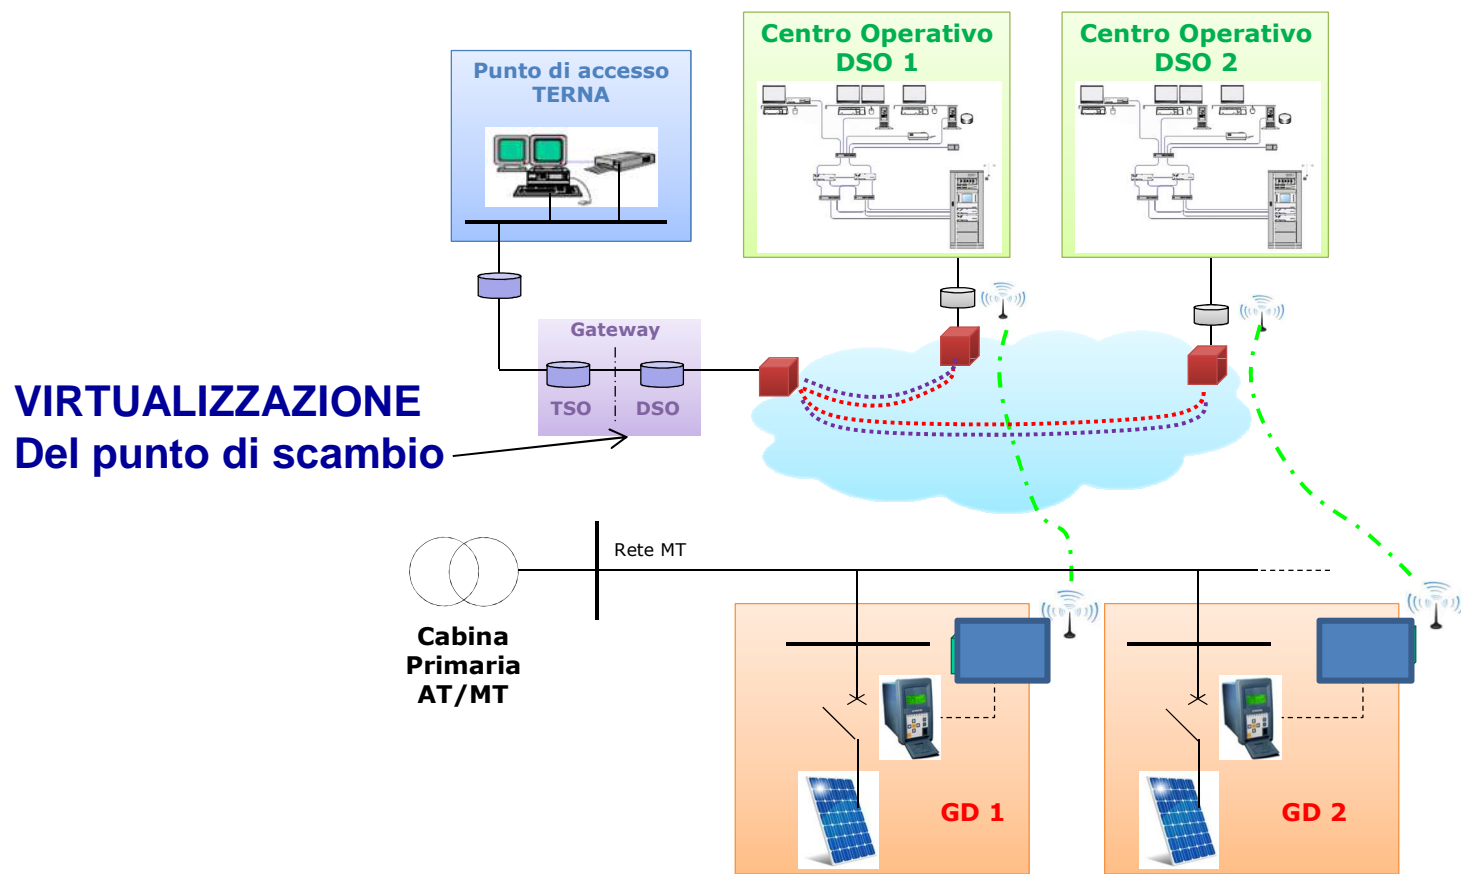 Centro Operativo
DSO 1
Centro Operativo
DSO 2
Punto di accesso
TERNA
Gateway
TSO
DSO
VIRTUALIZZAZIONE
Del punto di scambio
Rete MT
Cabina
Primaria
AT/MT
GD 1
GD 2